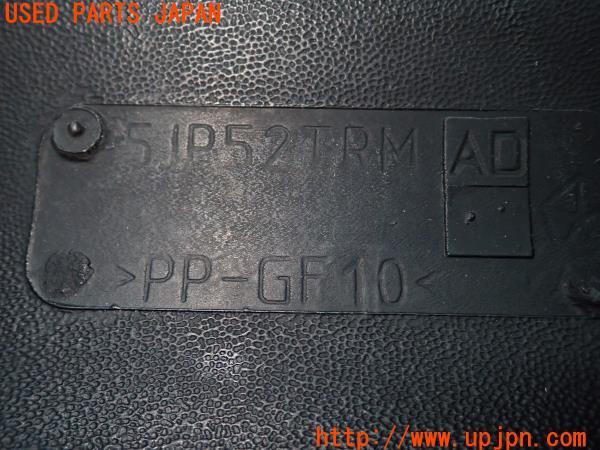 USED PARTS JAPAN
5JP52TRM AD
>PP-GF10<
http://www.upjpn.com